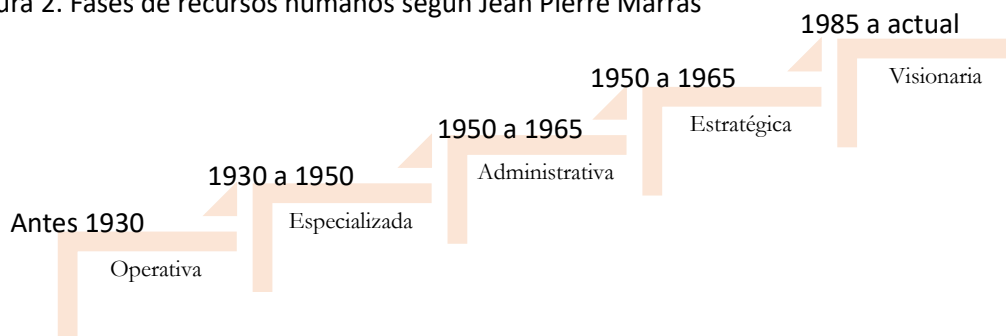 ura 2. Fases de recursos humanos según Jean Pierre Marras
1985 a actual
Visionaria
1950 a 1965
Estratégica
1950 a 1965
Administrativa
1930 a 1950
Especializada
Antes 1930
Operativa